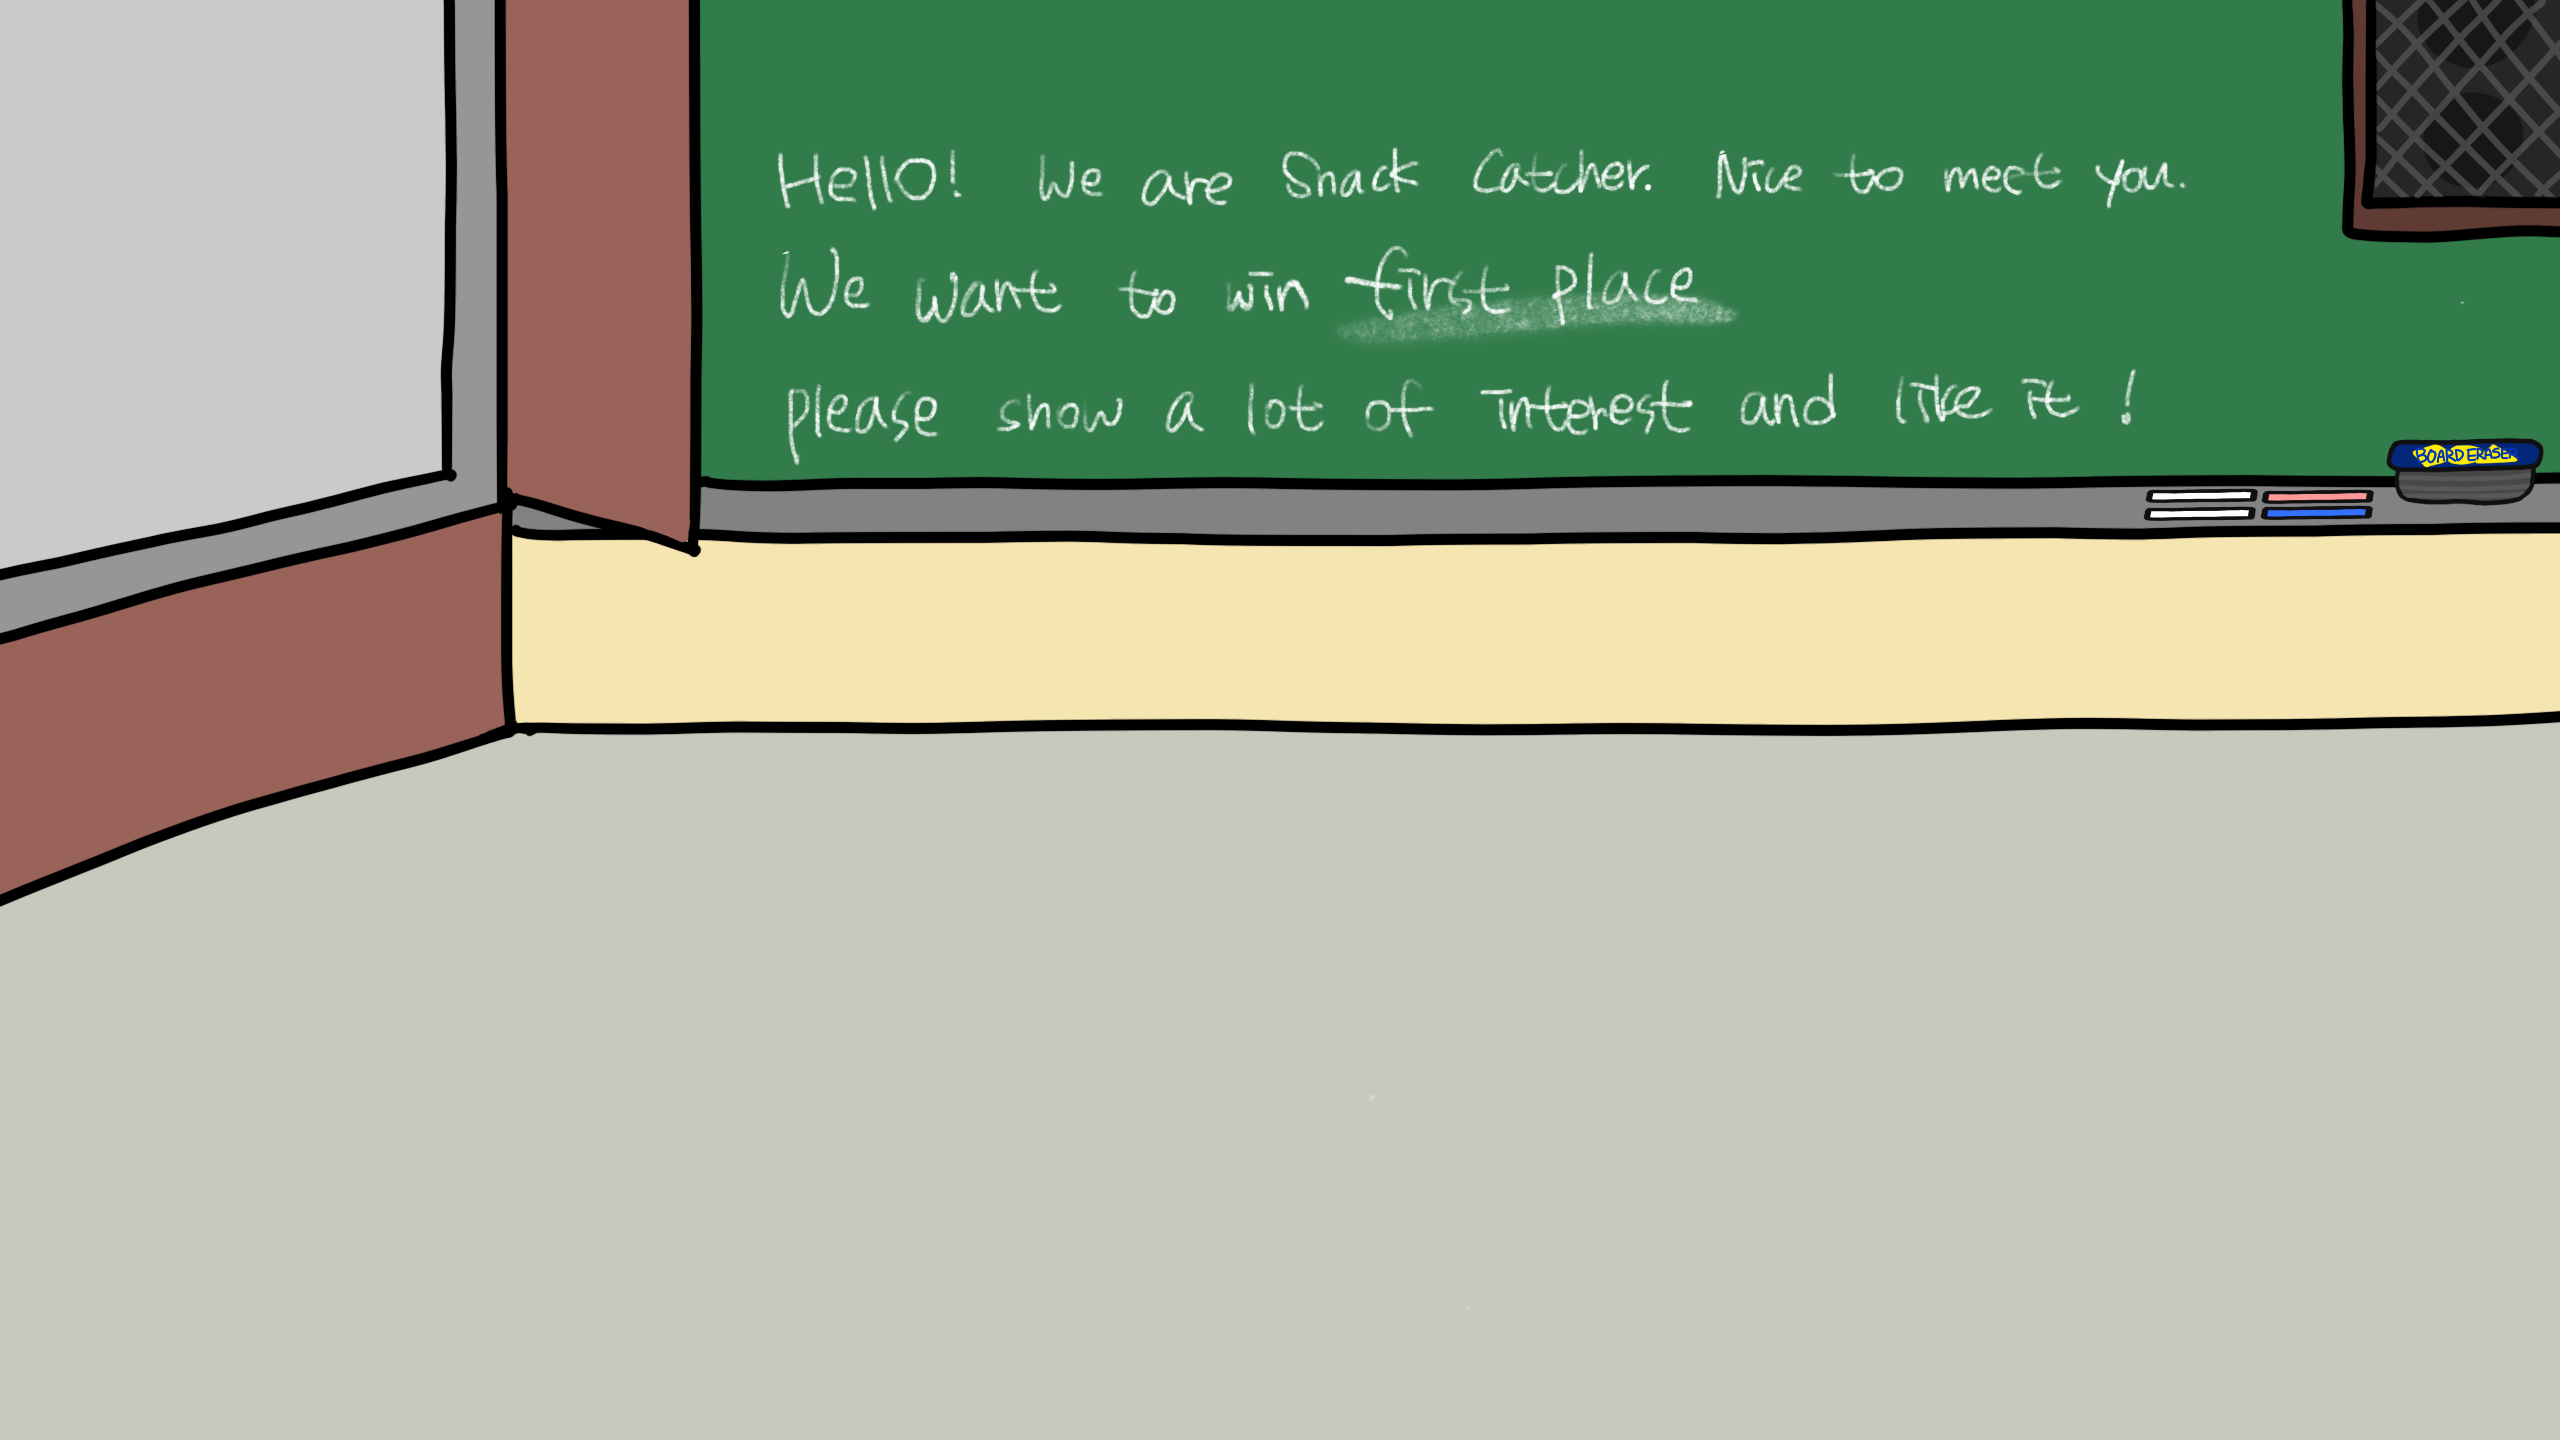 Hello! We are Snack Catcher. Nice to meet you.
We want to win first place
please show a lot of interest and like it!
BOARD ERASER